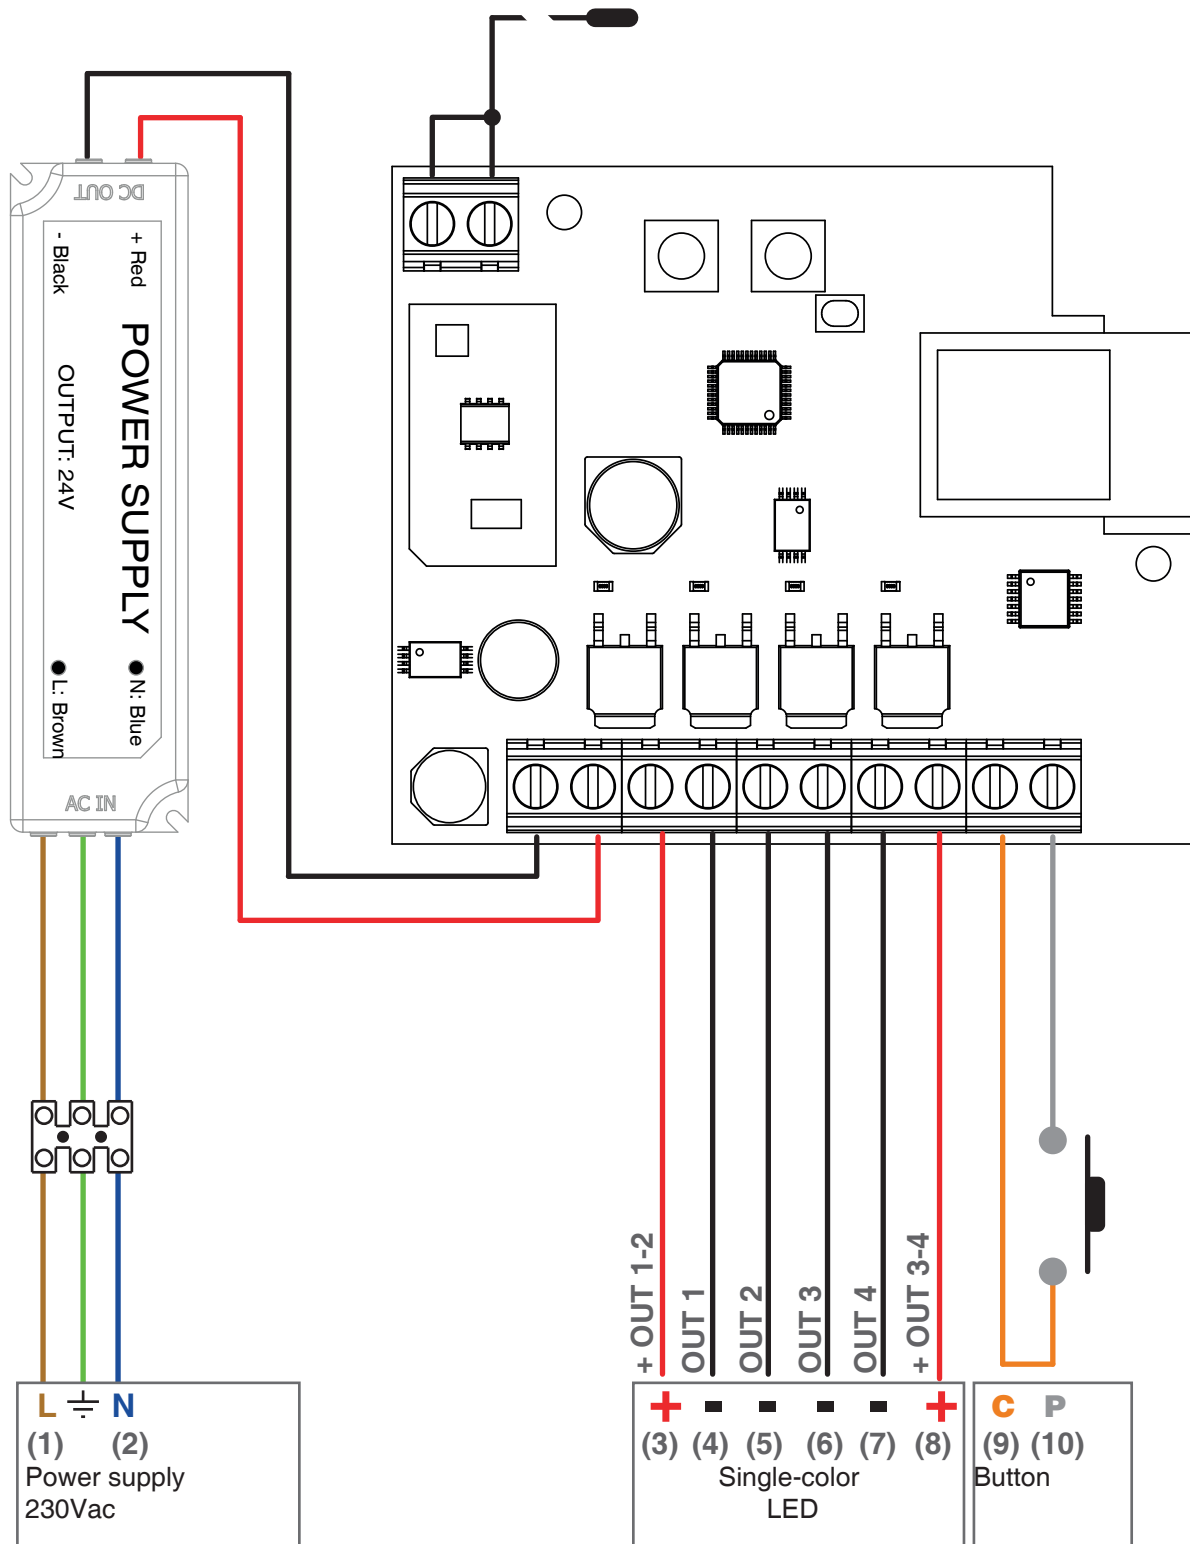 DC OUT
+ Red
- Black
POWER SUPPLY
OUTPUT: 24V
N: Blue
L: Brown
AC IN
+ OUT 1-2
OUT 1
OUT 2
OUT 3
OUT 4
+ OUT 3-4
L N
(1) (2)
Power supply
230Vac
+ - - - - +
(3) (4) (5) (6) (7) (8)
Single-color
LED
C P
(9) (10)
Button